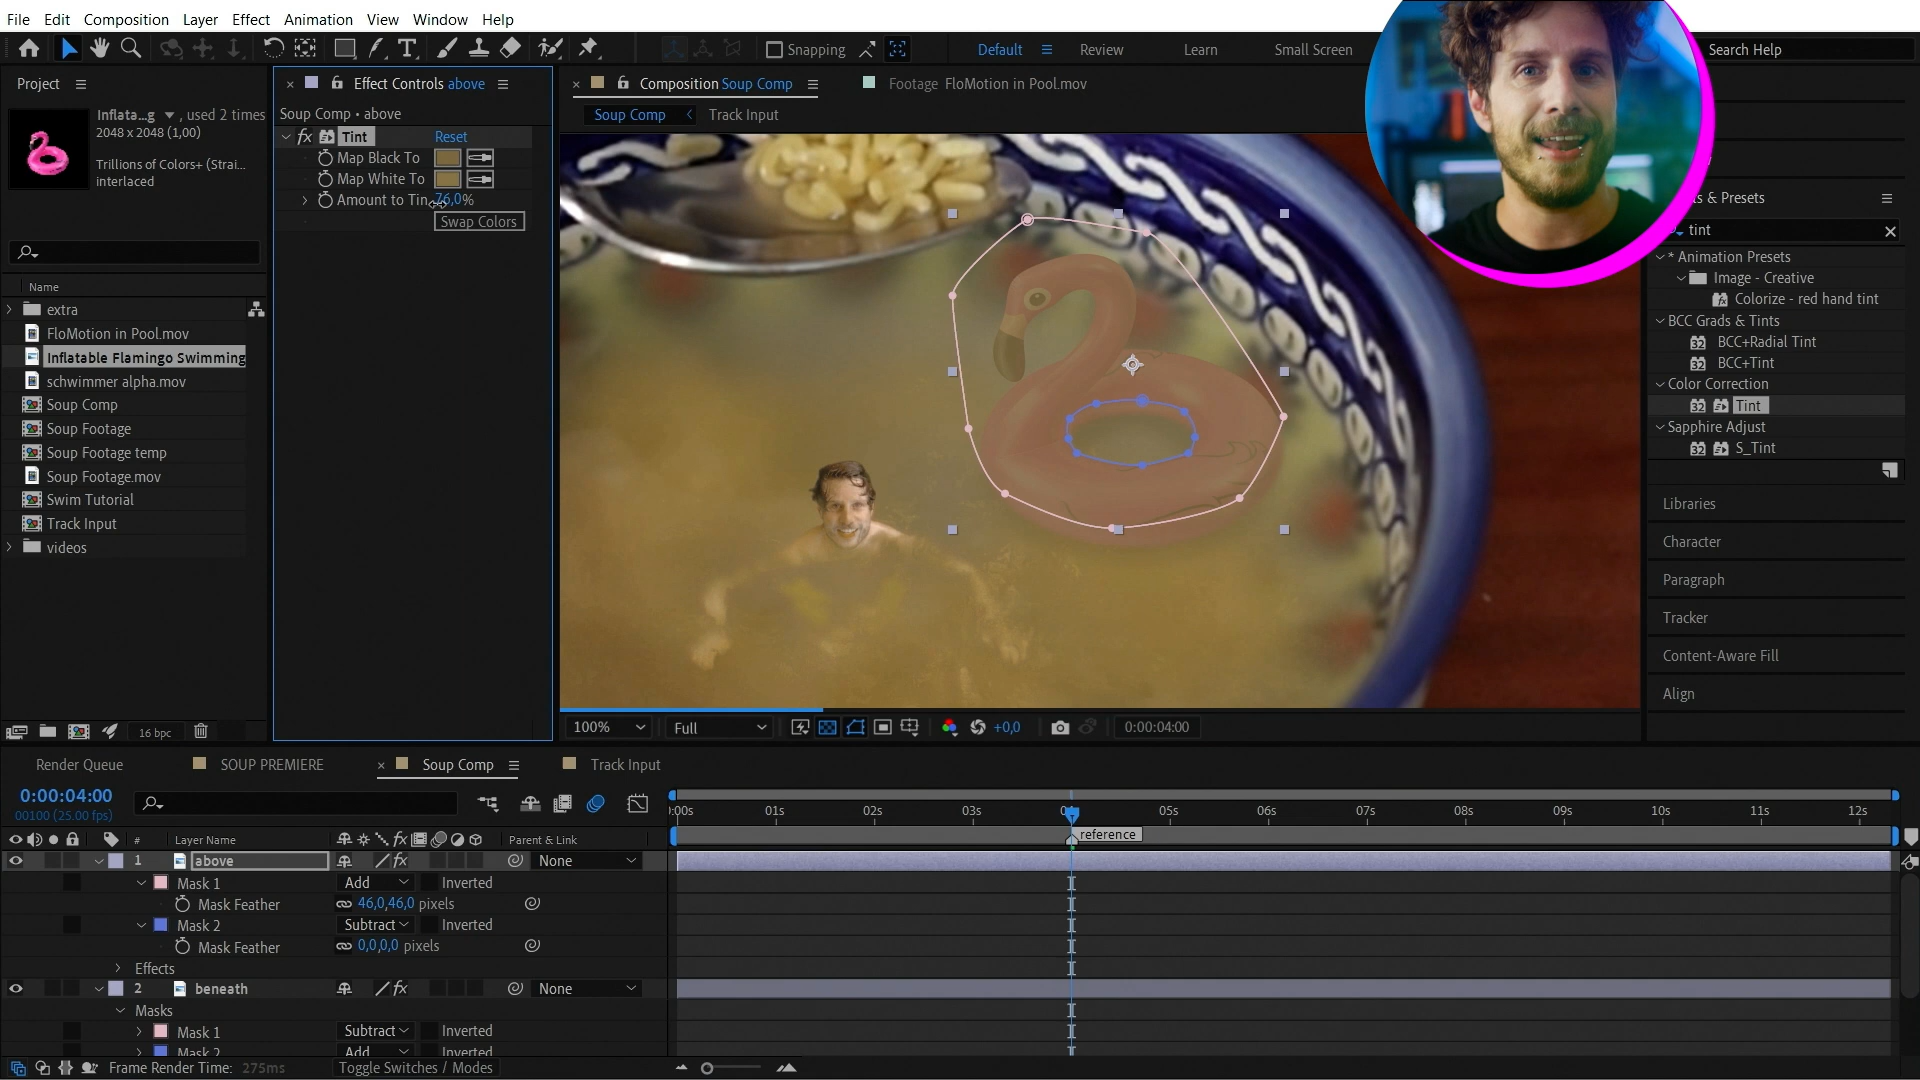 File Edit Composition Layer Effect Animation View Window Help
Snapping Default Review Learn Small Screen Search Help
Project
Inflata...g , used 2 times
2048 x 2048 (1,00)
Trillions of Colors+ (Strai...
interlaced
Name
extra
FloMotion in Pool.mov
Inflatable Flamingo Swimming
schwimmer alpha.mov
Soup Comp
Soup Footage
Soup Footage temp
Soup Footage.mov
Swim Tutorial
Track Input
videos
16 bpc
Effect Controls above
Soup Comp • above
fx Tint Reset
Map Black To
Map White To
Amount to Tin 76,0%
Swap Colors
Composition Soup Comp Footage FloMotion in Pool.mov
Soup Comp Track Input
100% Full +0,0 0:00:04:00
s & Presets
tint
* Animation Presets
Image - Creative
Colorize - red hand tint
BCC Grads & Tints
32 BCC+Radial Tint
32 BCC+Tint
Color Correction
32 Tint
Sapphire Adjust
32 S_Tint
Libraries
Character
Paragraph
Tracker
Content-Aware Fill
Align
Render Queue SOUP PREMIERE Soup Comp Track Input
0:00:04:00
00100 (25.00 fps)
# Layer Name fx Parent & Link
:00s 01s 02s 03s 05s 06s 07s 08s 09s 10s 11s 12s
reference
1 above fx None
Mask 1 Add Inverted
Mask Feather 46,0,46,0 pixels
Mask 2 Subtract Inverted
Mask Feather 0,0,0,0 pixels
Effects
2 beneath fx None
Masks
Mask 1 Subtract Inverted
Mask 2 Add Inverted
Frame Render Time: 275ms Toggle Switches / Modes